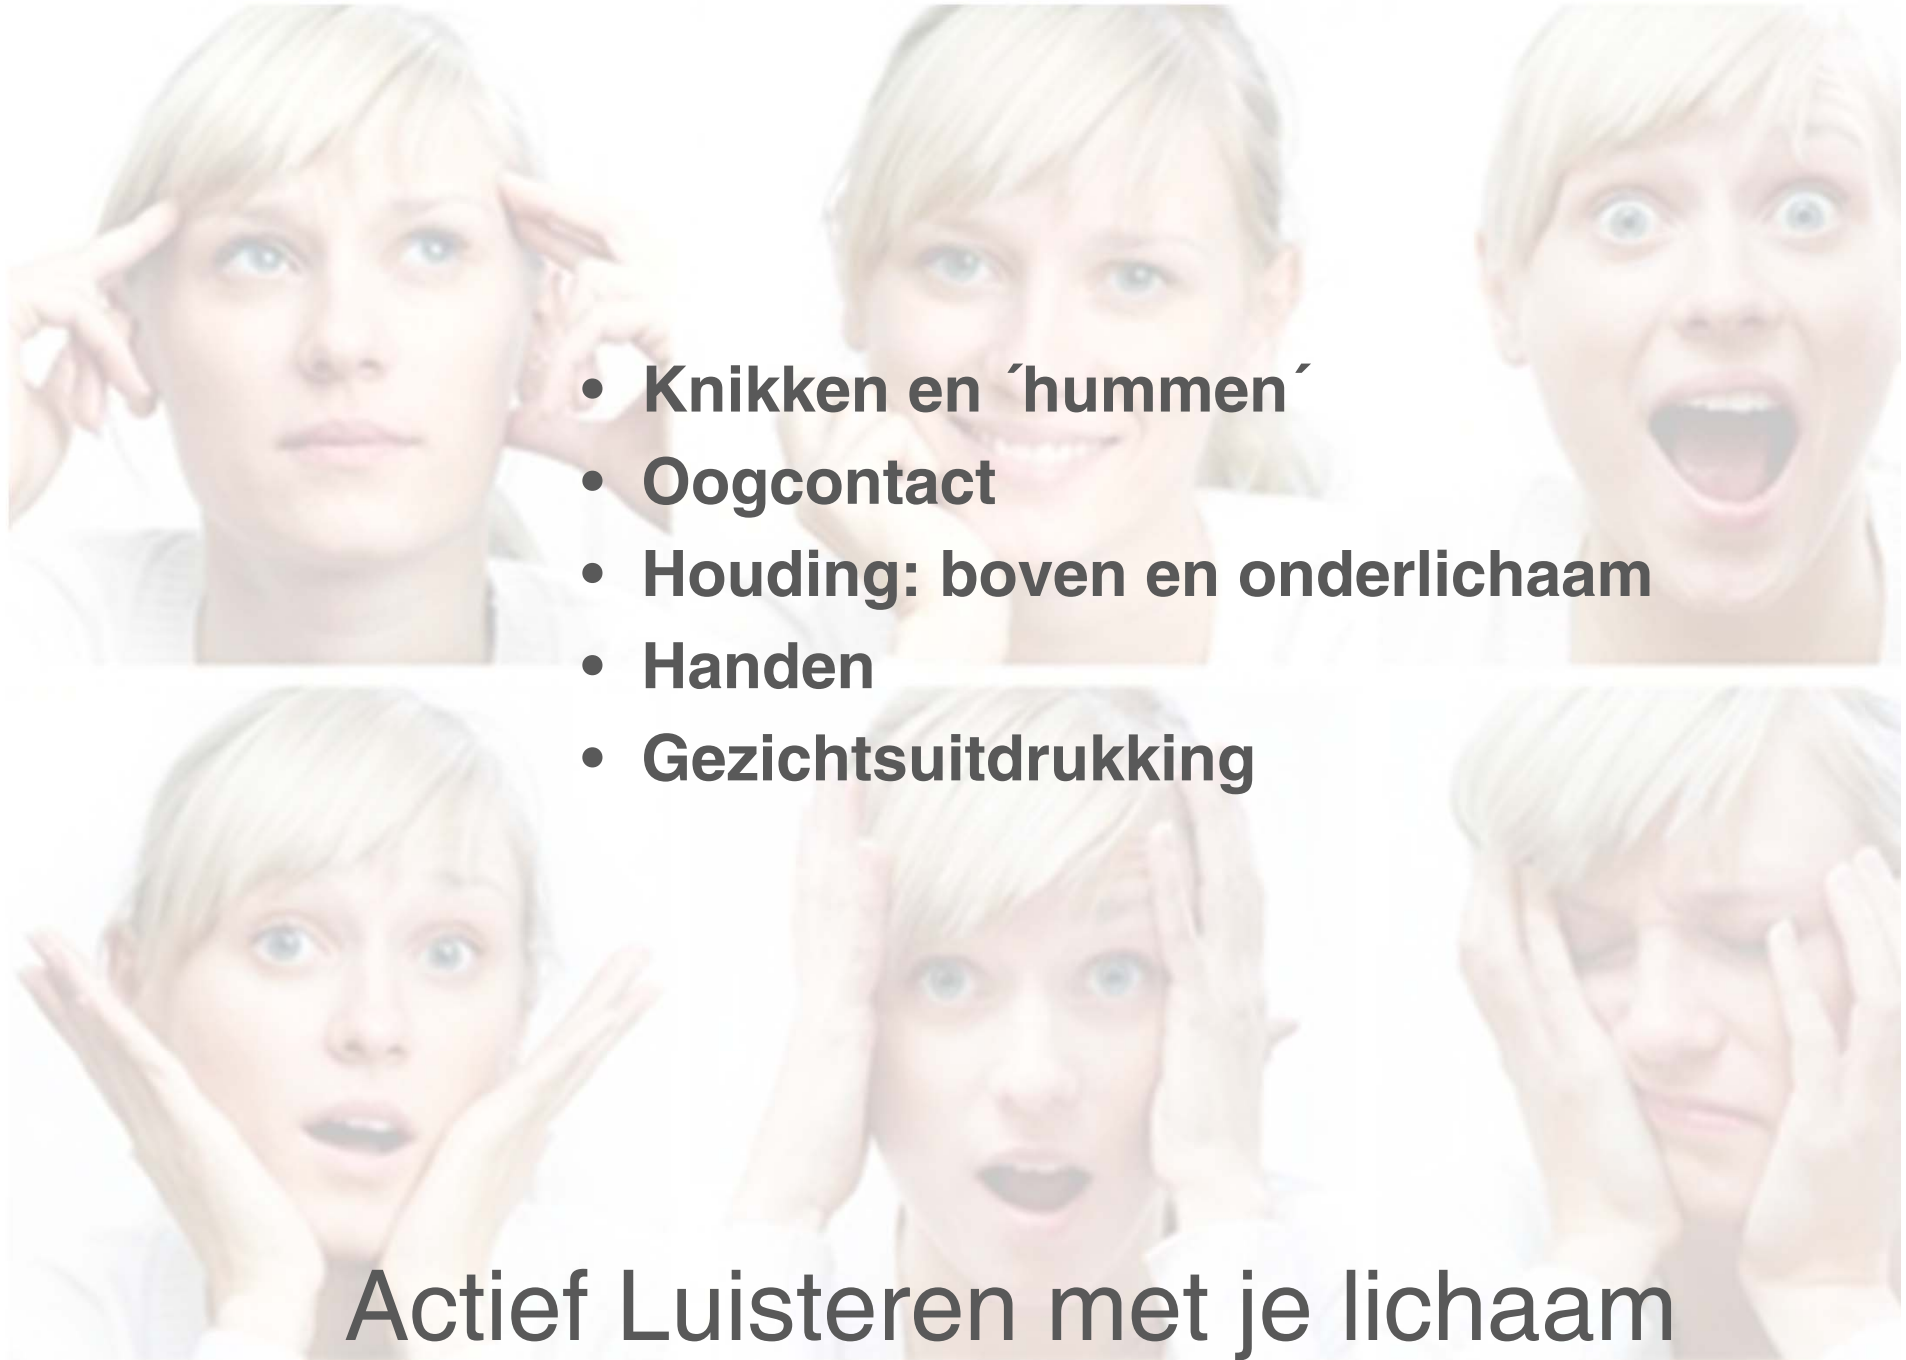 • Knikken en ´hummen´
• Oogcontact
• Houding: boven en onderlichaam
• Handen
• Gezichtsuitdrukking
Actief Luisteren met je lichaam